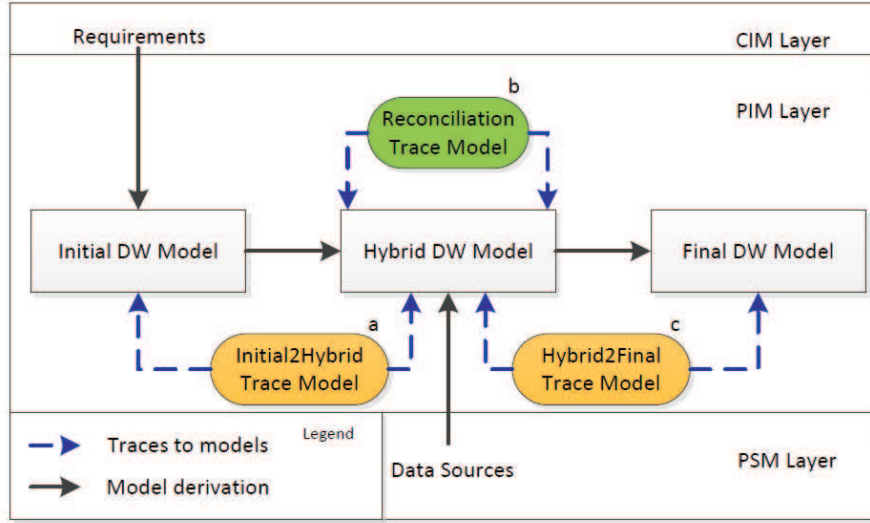 Requirements
CIM Layer
b
PIM Layer
Reconciliation
Trace Model
Initial DW Model
Hybrid DW Model
Final DW Model
a
c
Initial2Hybrid
Trace Model
Hybrid2Final
Trace Model
Legend
Traces to models
Model derivation
Data Sources
PSM Layer